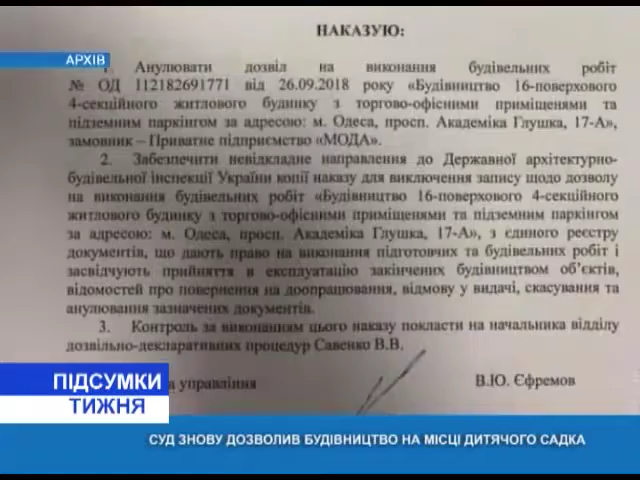 НАКАЗУЮ:
АРХІВ
Анулювати дозвіл на виконання будівельних робіт
№ ОД 112182691771 від 26.09.2018 року «Будівництво 16-поверхового
4-секційного житлового будинку з торгово-офісними приміщенями та
підземним паркінгом за адресою: м. Одеса, просп. Академіка Глушка, 17-А»,
замовник – Приватне підприємство «МОДА».
2. Забезпечити невідкладне направлення до Державної архітектурно-
будівельної інспекції України копії наказу для виключення запису щодо дозволу
на виконання будівельних робіт «Будівництво 16-поверхового 4-секційного
житлового будинку з торгово-офісними приміщенями та підземним паркінгом
за адресою: м. Одеса, просп. Академіка Глушка, 17-А», з єдиного реєстру
документів, що дають право на виконання підготовчих та будівельних робіт і
засвідчують прийняття в експлуатацію закінчених будівництвом об’єктів,
відомостей про повернення на доопрацювання, відмову у видачі, скасування та
анулювання зазначених документів.
3. Контроль за виконанням цього наказу покласти на начальника відділу
дозвільно-декларативних процедур Савенко В.В.
управління В.Ю. Єфремов
ПІДСУМКИ
ТИЖНЯ
СУД ЗНОВУ ДОЗВОЛИВ БУДІВНИЦТВО НА МІСЦІ ДИТЯЧОГО САДКА